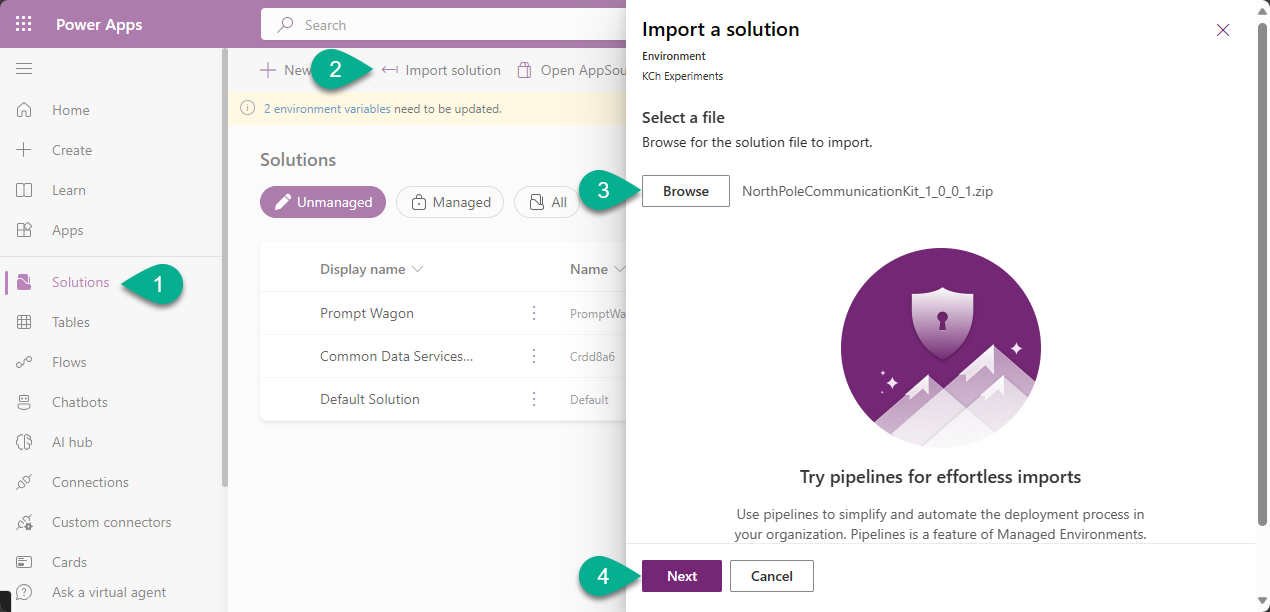 Power Apps
Search
Home
Create
Learn
Apps
Solutions
1
Tables
Flows
Chatbots
AI hub
Connections
Custom connectors
Cards
Ask a virtual agent
New
2
Import solution
Open AppSou
2 environment variables need to be updated.
Solutions
Unmanaged
Managed
All
Display name
Name
Prompt Wagon
PromptWa
Common Data Services...
Crdd8a6
Default Solution
Default
Import a solution
Environment
KCh Experiments
Select a file
Browse for the solution file to import.
3
Browse
NorthPoleCommunicationKit_1_0_0_1.zip
Try pipelines for effortless imports
Use pipelines to simplify and automate the deployment process in
your organization. Pipelines is a feature of Managed Environments.
4
Next
Cancel